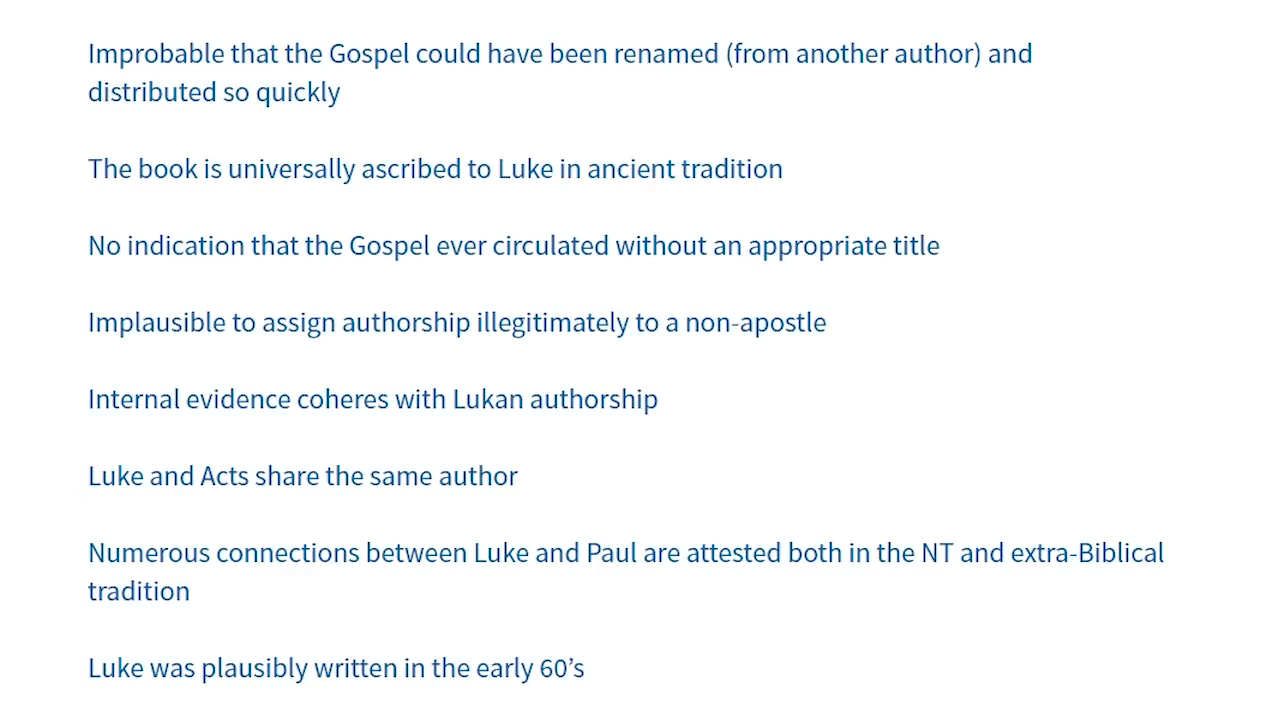 Improbable that the Gospel could have been renamed (from another author) and
distributed so quickly
The book is universally ascribed to Luke in ancient tradition
No indication that the Gospel ever circulated without an appropriate title
Implausible to assign authorship illegitimately to a non-apostle
Internal evidence coheres with Lukan authorship
Luke and Acts share the same author
Numerous connections between Luke and Paul are attested both in the NT and extra-Biblical
tradition
Luke was plausibly written in the early 60’s